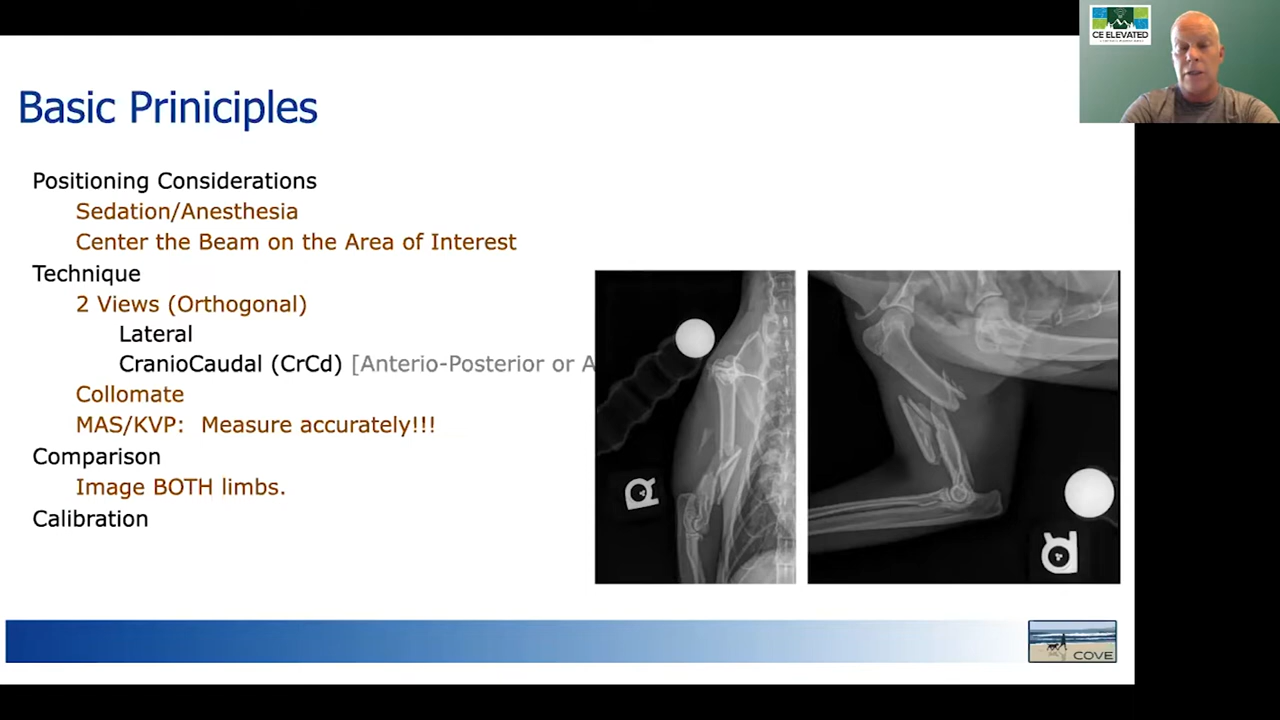 CE ELEVATED
Basic Priniciples
Positioning Considerations
Sedation/Anesthesia
Center the Beam on the Area of Interest
Technique
2 Views (Orthogonal)
Lateral
CranioCaudal (CrCd) [Anterio-Posterior or A
Collomate
MAS/KVP: Measure accurately!!!
Comparison
Image BOTH limbs.
Calibration
R
R
COVE